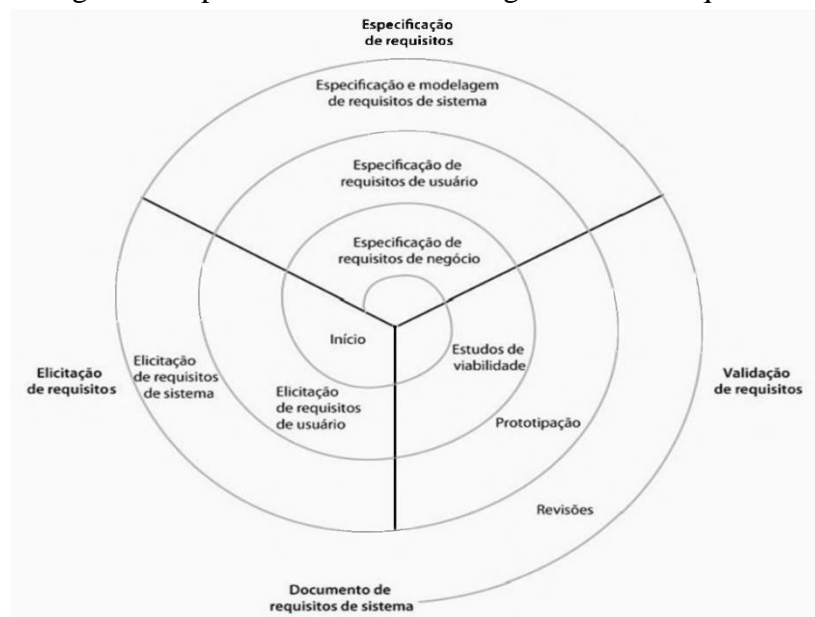 Especificação
de requisitos
Especificação e modelagem
de requisitos de sistema
Especificação de
requisitos de usuário
Especificação de
requisitos de negócio
Início
Estudos de
viabilidade
Elicitação
de requisitos
Elicitação
de requisitos
de sistema
Elicitação
de requisitos
de usuário
Validação
de requisitos
Prototipação
Revisões
Documento de
requisitos de sistema